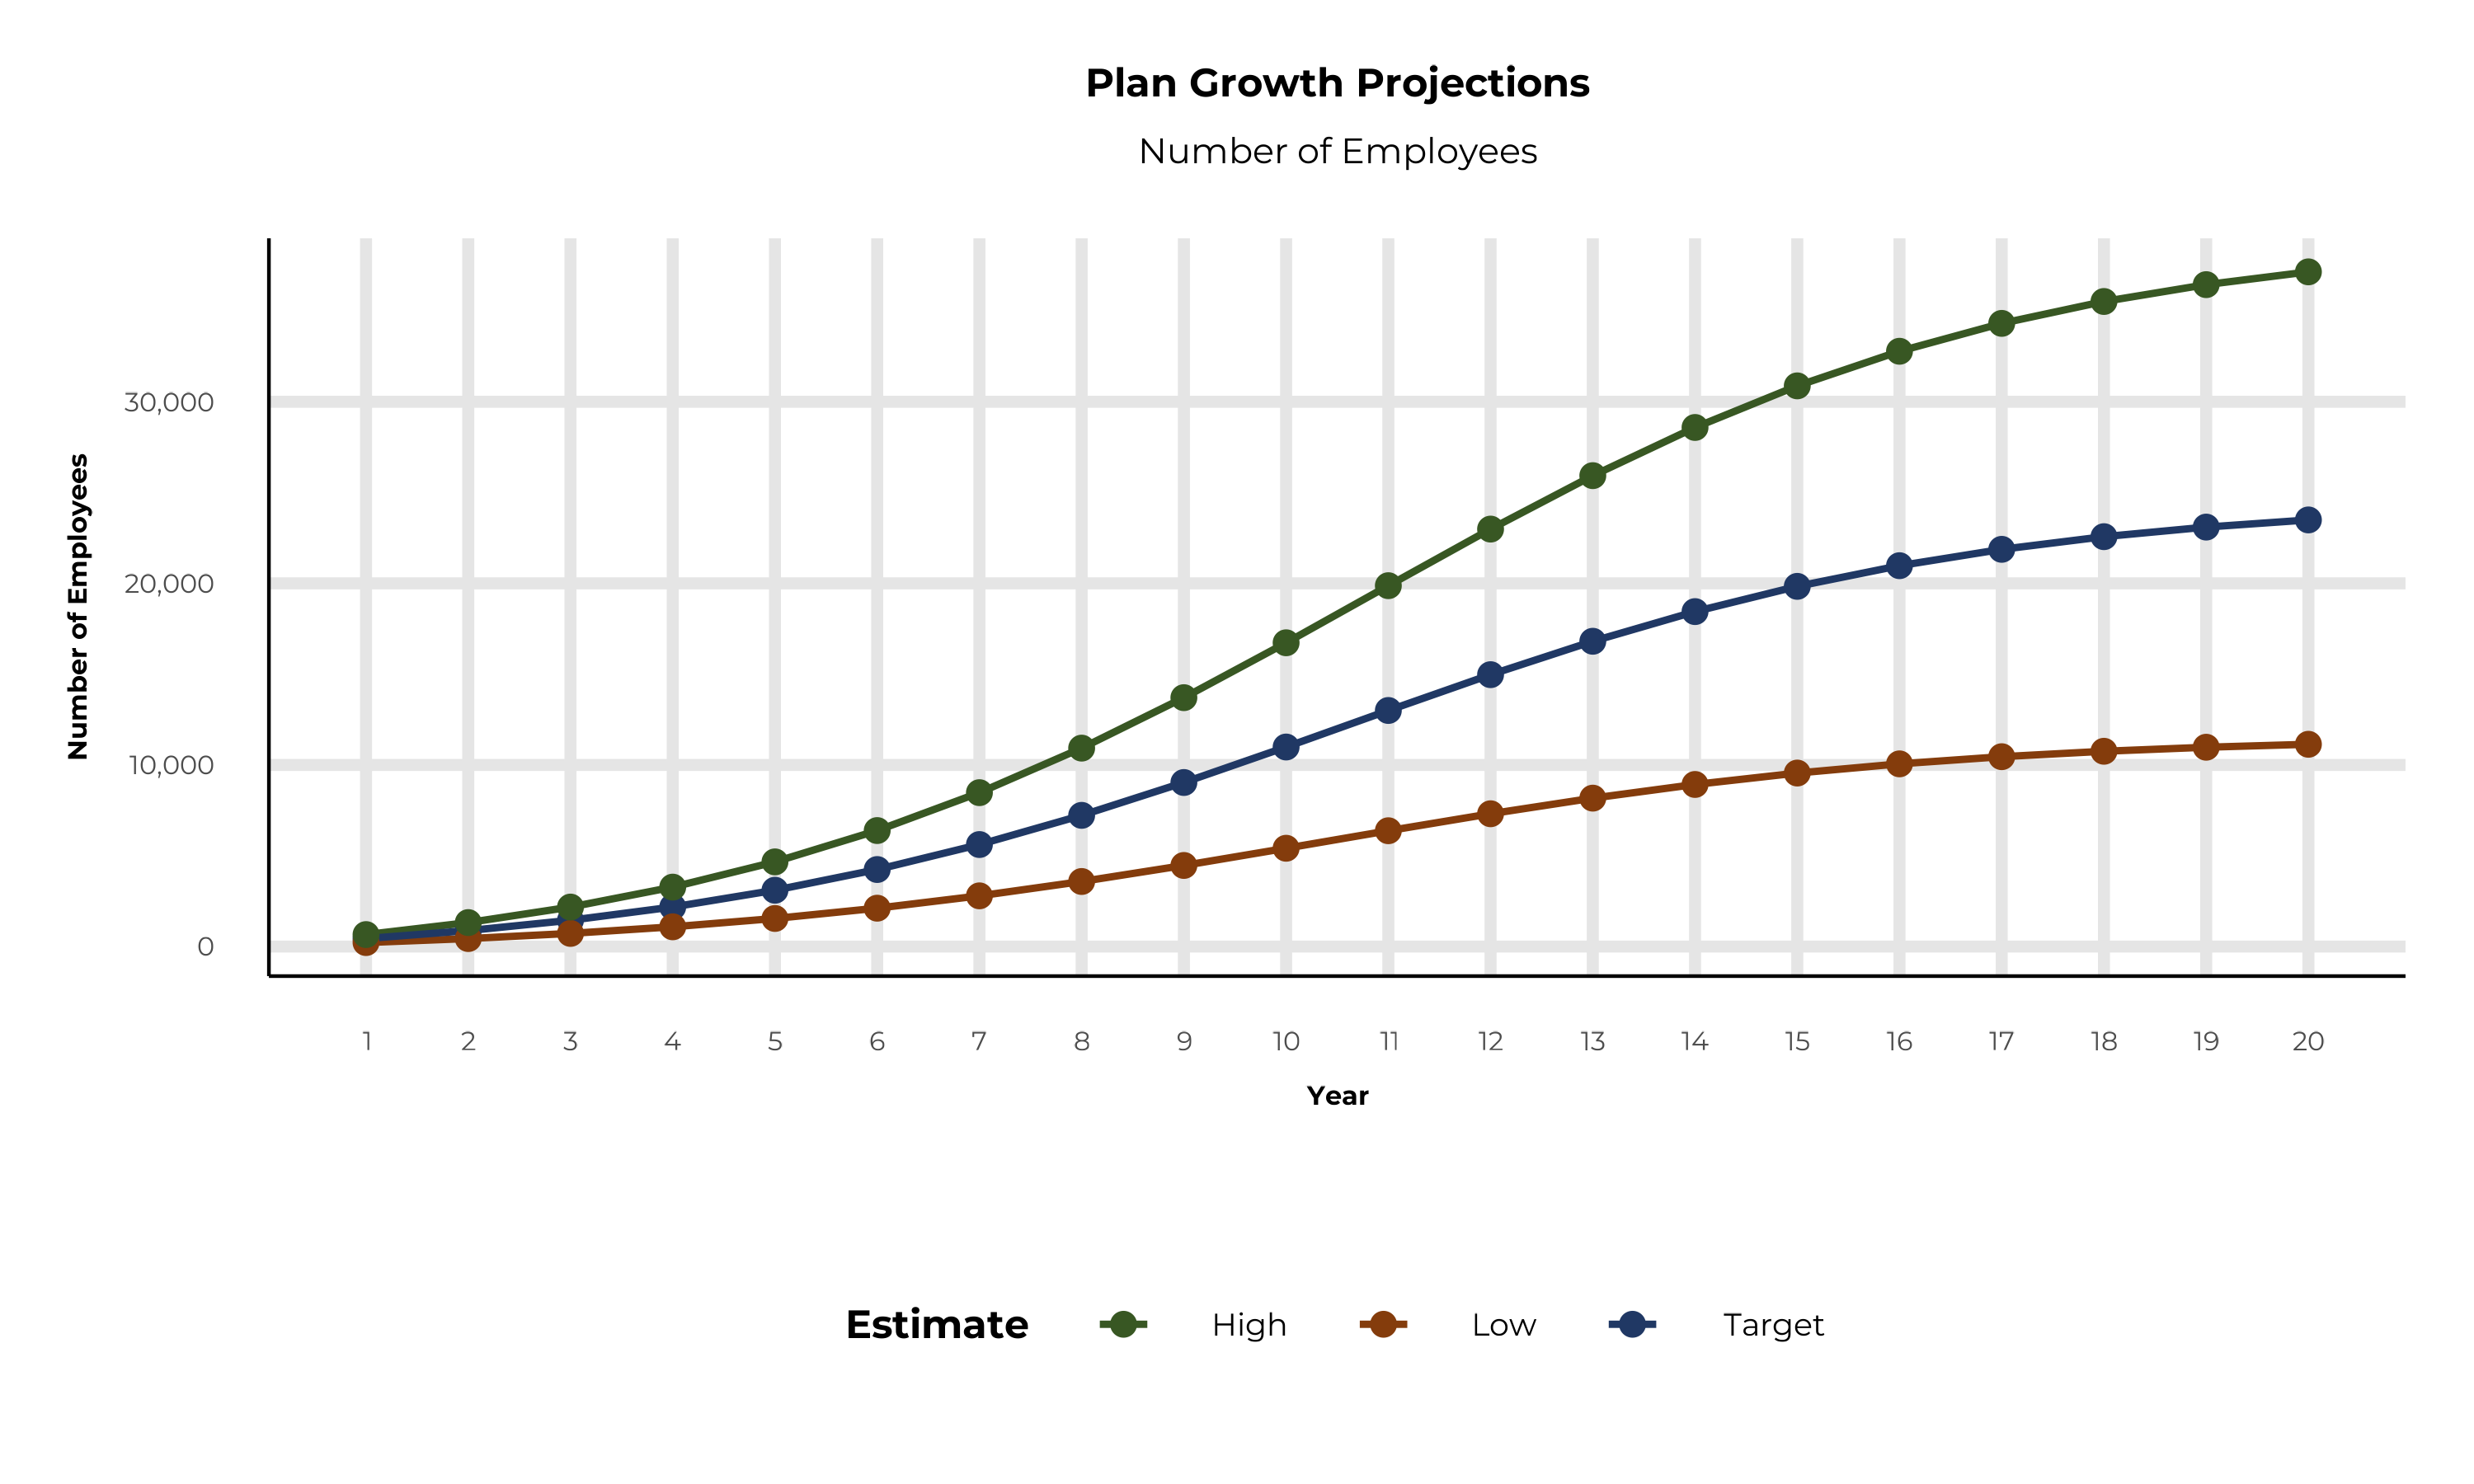 Plan Growth Projections
Number of Employees
Number of Employees
30,000
20,000
10,000
0
1 2 3 4 5 6 7 8 9 10 11 12 13 14 15 16 17 18 19 20
Year
Estimate High Low Target